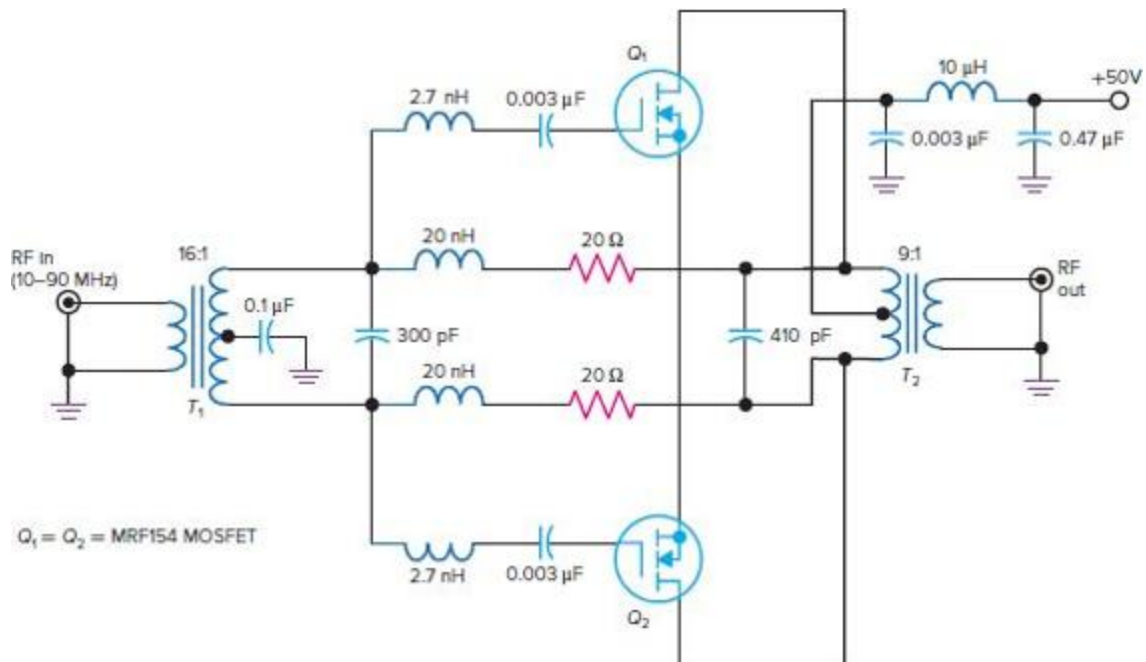 Q₁
10 μH
+50V
2.7 nH
0.003 μF
0.003 μF
0.47 μF
20 nH
20 Ω
RF in
(10–90 MHz)
16:1
9:1
RF
out
0.1 μF
300 pF
410 pF
20 nH
20 Ω
T₁
T₂
Q₁ = Q₂ = MRF154 MOSFET
2.7 nH
0.003 μF
Q₂